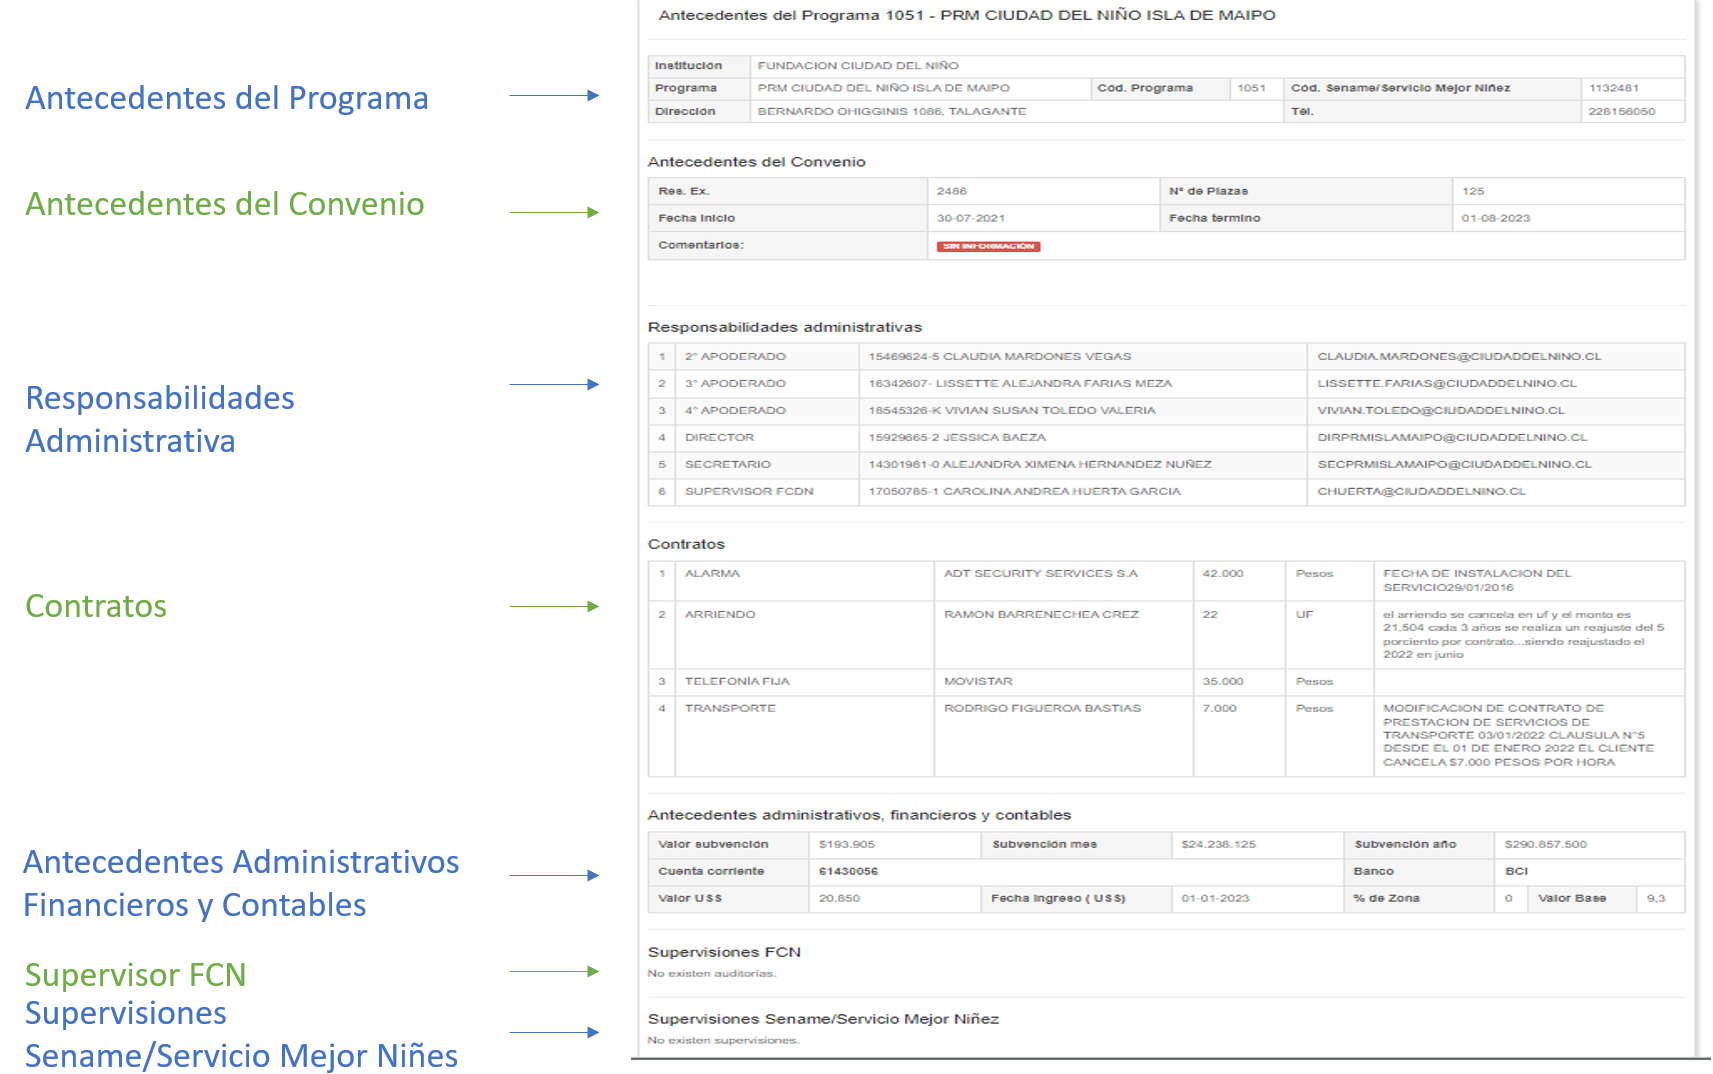 Antecedentes del Programa
Antecedentes del Convenio
Responsabilidades
Administrativa
Contratos
Antecedentes Administrativos
Financieros y Contables
Supervisor FCN
Supervisiones
Sename/Servicio Mejor Niñes
Antecedentes del Programa 1051 - PRM CIUDAD DEL NIÑO ISLA DE MAIPO
Institución FUNDACION CIUDAD DEL NIÑO
Programa PRM CIUDAD DEL NIÑO ISLA DE MAIPO Cód. Programa 1051 Cód. Sename/Servicio Mejor Niñez 1132481
Dirección BERNARDO OHIGGINIS 1086, TALAGANTE Tél. 228156050
Antecedentes del Convenio
Res. Ex. 2486 N° de Plazas 125
Fecha Inicio 30-07-2021 Fecha termino 01-08-2023
Comentarios: SIN INFORMACIÓN
Responsabilidades administrativas
1 2° APODERADO 15469624-5 CLAUDIA MARDONES VEGAS CLAUDIA.MARDONES@CIUDADDELNINO.CL
2 3° APODERADO 16342607- LISSETTE ALEJANDRA FARIAS MEZA LISSETTE.FARIAS@CIUDADDELNINO.CL
3 4° APODERADO 18545326-K VIVIAN SUSAN TOLEDO VALERIA VIVIAN.TOLEDO@CIUDADDELNINO.CL
4 DIRECTOR 15929665-2 JESSICA BAEZA DIRPRMISLAMAIPO@CIUDADDELNINO.CL
5 SECRETARIO 14301981-0 ALEJANDRA XIMENA HERNANDEZ NUÑEZ SECPRMISLAMAIPO@CIUDADDELNINO.CL
6 SUPERVISOR FCDN 17050785-1 CAROLINA ANDREA HUERTA GARCIA CHUERTA@CIUDADDELNINO.CL
Contratos
1 ALARMA ADT SECURITY SERVICES S.A 42.000 Pesos FECHA DE INSTALACION DEL
SERVICIO29/01/2016
2 ARRIENDO RAMON BARRENECHEA CREZ 22 UF el arriendo se cancela en uf y el monto es
21,504 cada 3 años se realiza un reajuste del 5
porciento por contrato...siendo reajustado el
2022 en junio
3 TELEFONÍA FIJA MOVISTAR 35.000 Pesos
4 TRANSPORTE RODRIGO FIGUEROA BASTIAS 7.000 Pesos MODIFICACION DE CONTRATO DE
PRESTACION DE SERVICIOS DE
TRANSPORTE 03/01/2022 CLAUSULA N°5
DESDE EL 01 DE ENERO 2022 EL CLIENTE
CANCELA $7.000 PESOS POR HORA
Antecedentes administrativos, financieros y contables
Valor subvención $193.905 Subvención mes $24.238.125 Subvención año $290.857.500
Cuenta corriente 61430056 Banco BCI
Valor USS 20.850 Fecha Ingreso ( USS) 01-01-2023 % de Zona 0 Valor Base 9,3
Supervisiones FCN
No existen auditorías.
Supervisiones Sename/Servicio Mejor Niñez
No existen supervisiones.